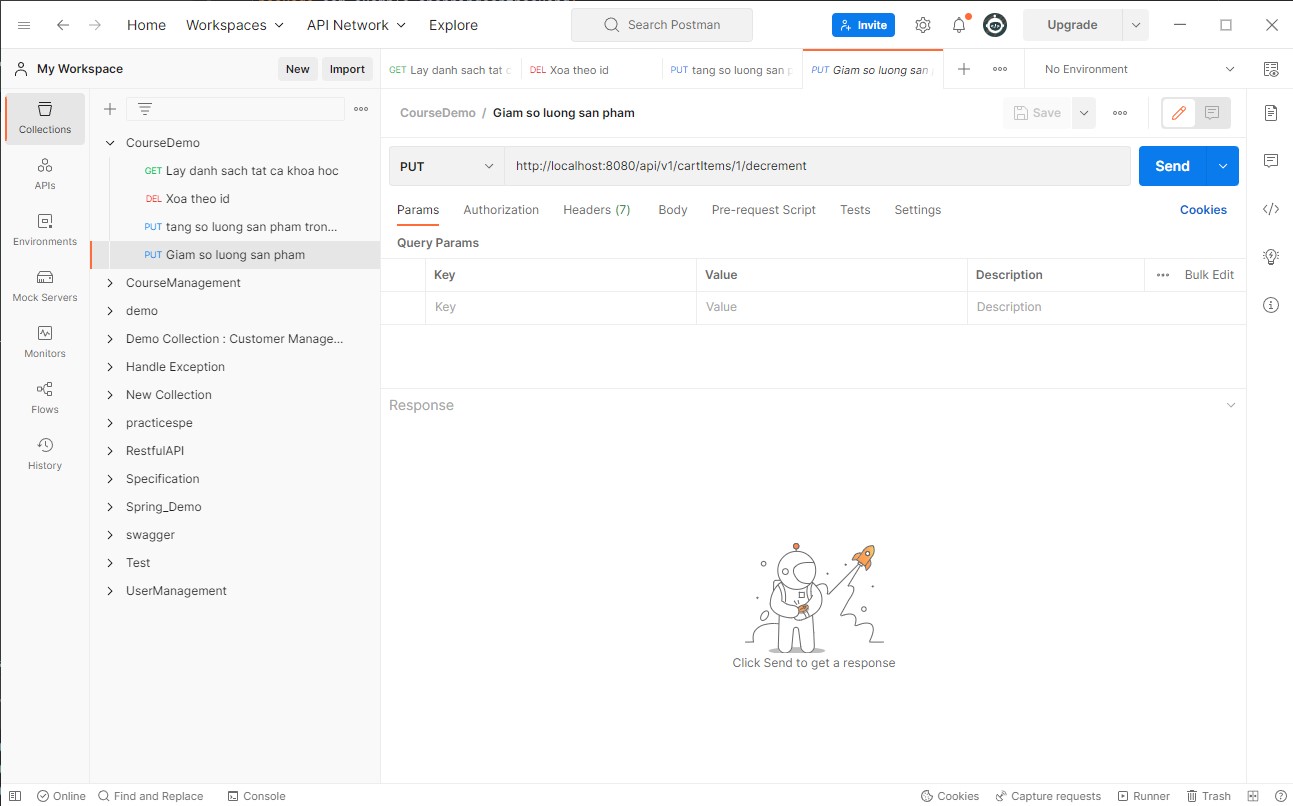 Home Workspaces API Network Explore Search Postman Invite Upgrade
My Workspace New Import
GET Lay danh sach tat c DEL Xoa theo id PUT tang so luong san p PUT Giam so luong san No Environment
Collections
APIs
Environments
Mock Servers
Monitors
Flows
History
CourseDemo
GET Lay danh sach tat ca khoa hoc
DEL Xoa theo id
PUT tang so luong san pham tron...
PUT Giam so luong san pham
CourseManagement
demo
Demo Collection : Customer Manage...
Handle Exception
New Collection
practicespe
RestfulAPI
Specification
Spring_Demo
swagger
Test
UserManagement
CourseDemo / Giam so luong san pham Save
PUT http://localhost:8080/api/v1/cartItems/1/decrement Send
Params Authorization Headers (7) Body Pre-request Script Tests Settings Cookies
Query Params
Key Value Description Bulk Edit
Key Value Description
Response
Click Send to get a response
Online Find and Replace Console Cookies Capture requests Runner Trash